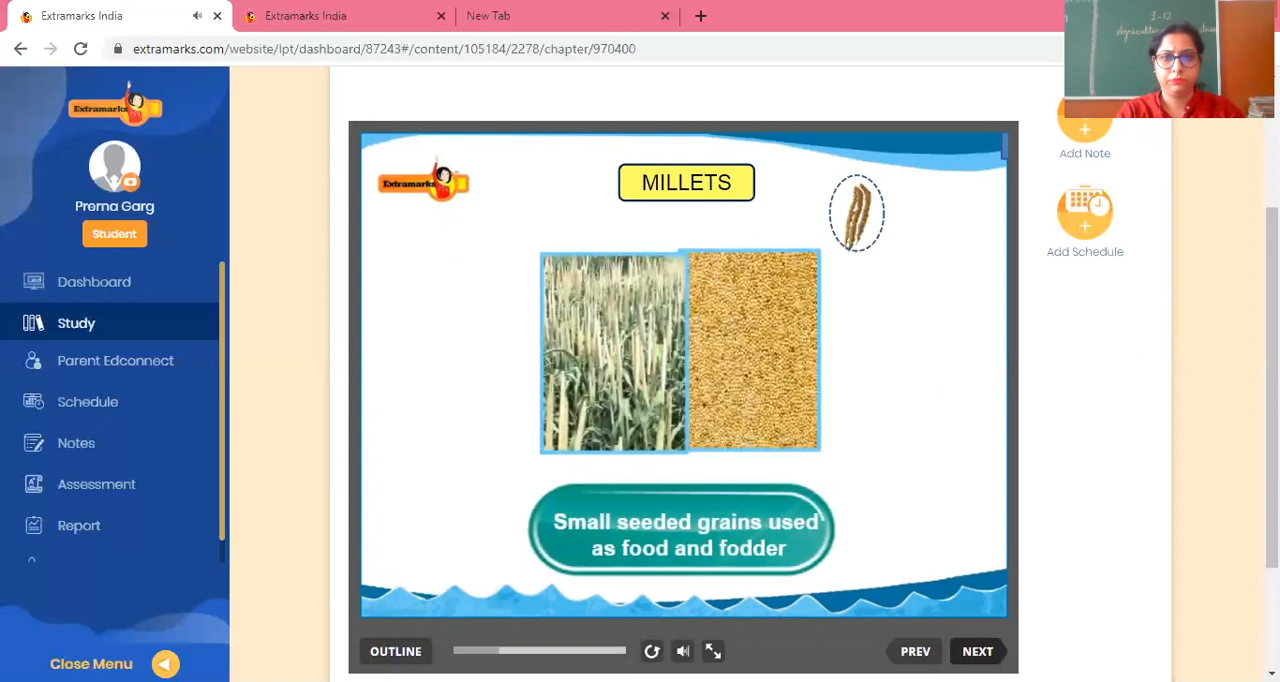 Extramarks India
Extramarks India
New Tab
extramarks.com/website/lpt/dashboard/87243#/content/105184/2278/chapter/970400
L-12
Extramarks
Prerna Garg
Student
Dashboard
Study
Parent Edconnect
Schedule
Notes
Assessment
Report
Close Menu
Extramarks
MILLETS
Small seeded grains used
as food and fodder
OUTLINE
PREV
NEXT
Add Note
Add Schedule